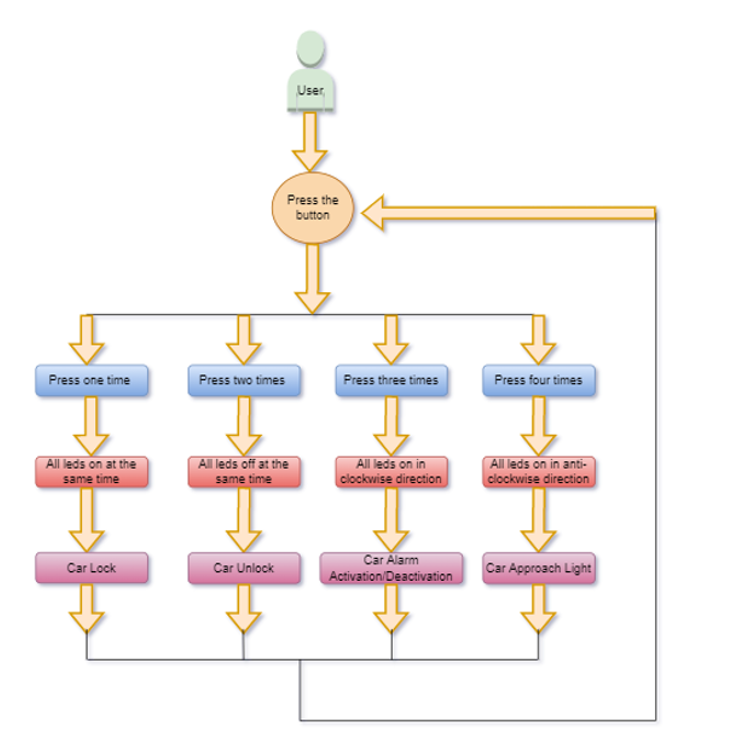 User
Press the
button
Press one time
Press two times
Press three times
Press four times
All leds on at the
same time
All leds off at the
same time
All leds on in
clockwise direction
All leds on in anti-
clockwise direction
Car Lock
Car Unlock
Car Alarm
Activation/Deactivation
Car Approach Light